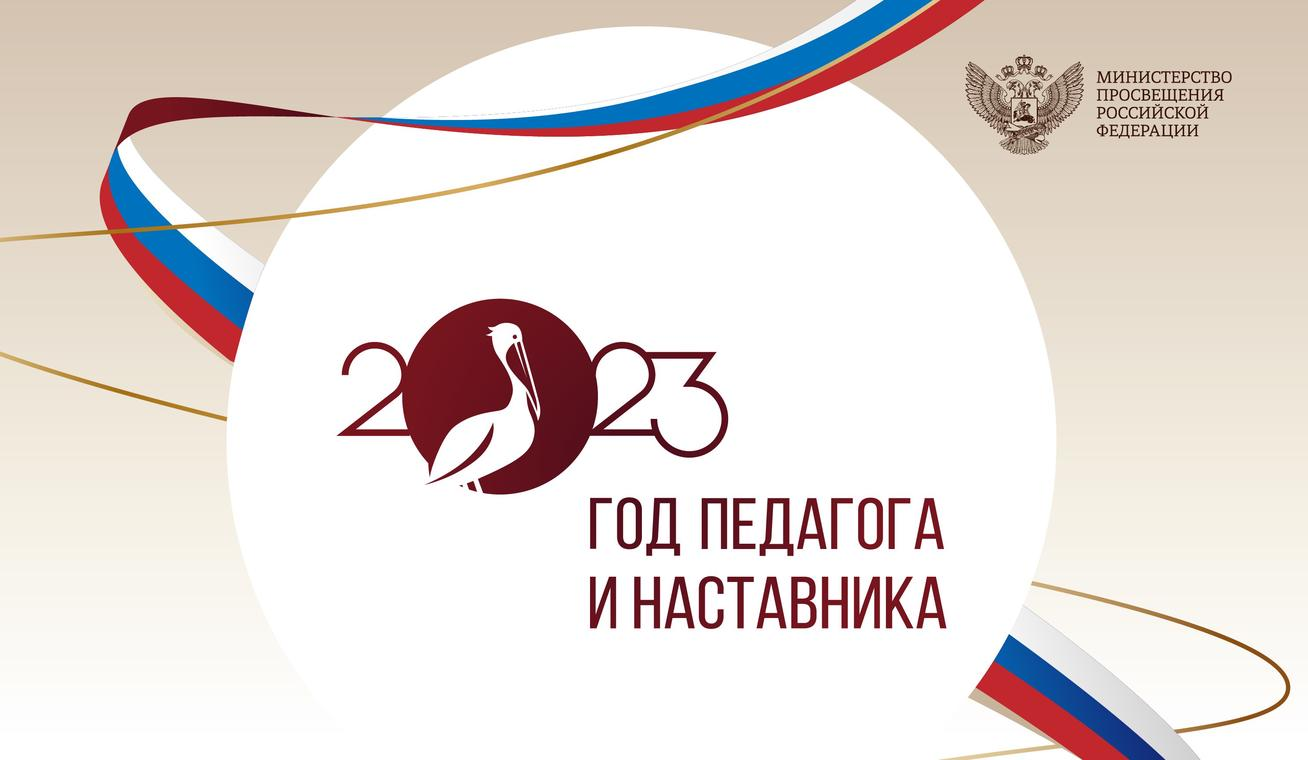 МИНИСТЕРСТВО
ПРОСВЕЩЕНИЯ
РОССИЙСКОЙ
ФЕДЕРАЦИИ
2023
ГОД ПЕДАГОГА
И НАСТАВНИКА